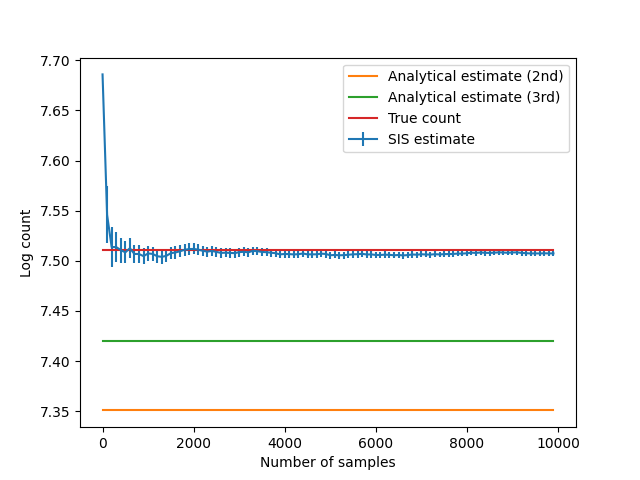 7.70
7.65
7.60
7.55
7.50
7.45
7.40
7.35
Log count
Analytical estimate (2nd)
Analytical estimate (3rd)
True count
SIS estimate
0 2000 4000 6000 8000 10000
Number of samples